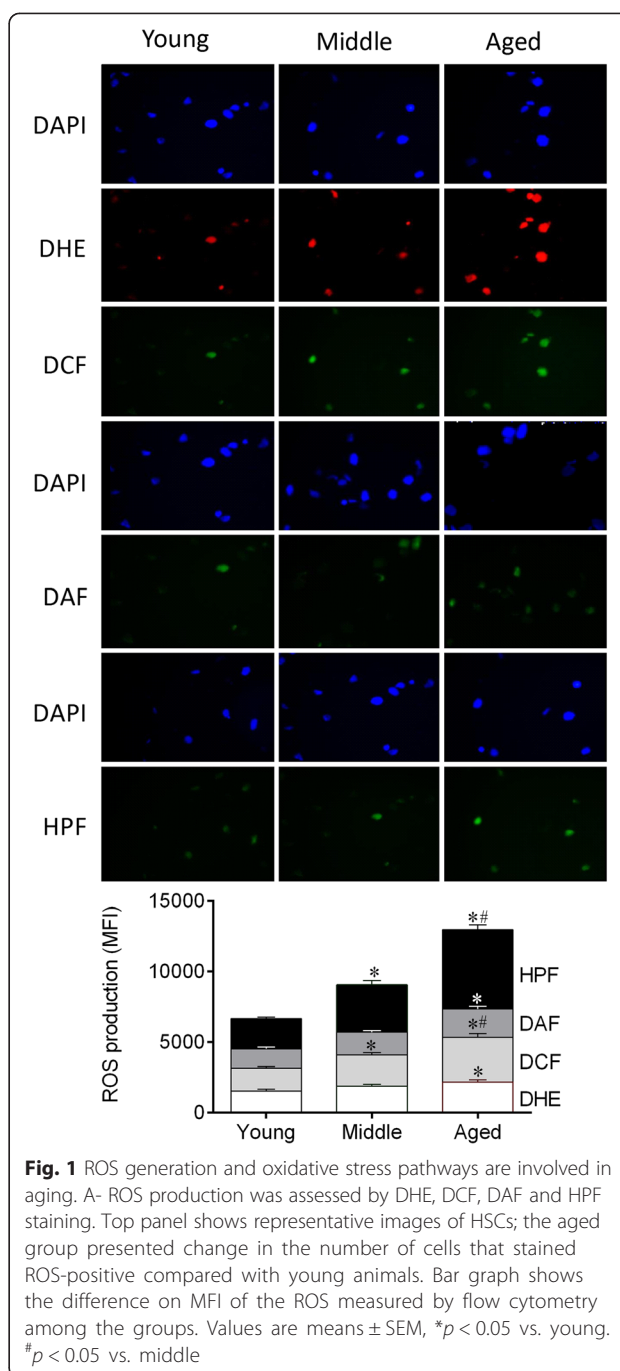 Young Middle Aged
DAPI
DHE
DCF
DAPI
DAF
DAPI
HPF
ROS production (MFI)
15000
10000
5000
0
*
*
*#
*
*#
*
HPF
DAF
DCF
DHE
Young Middle Aged
Fig. 1 ROS generation and oxidative stress pathways are involved in
aging. A- ROS production was assessed by DHE, DCF, DAF and HPF
staining. Top panel shows representative images of HSCs; the aged
group presented change in the number of cells that stained
ROS-positive compared with young animals. Bar graph shows
the difference on MFI of the ROS measured by flow cytometry
among the groups. Values are means ± SEM, *p < 0.05 vs. young.
#p < 0.05 vs. middle